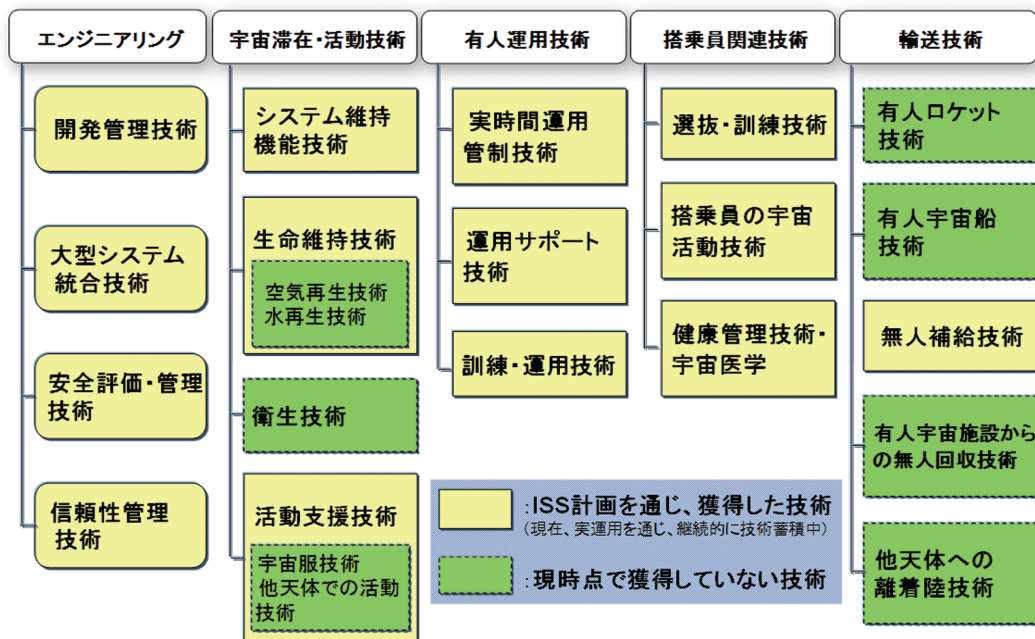 エンジニアリング
開発管理技術
大型システム
統合技術
安全評価・管理
技術
信頼性管理
技術
宇宙滞在・活動技術
システム維持
機能技術
生命維持技術
空気再生技術
水再生技術
衛生技術
活動支援技術
宇宙服技術
他天体での活動
技術
有人運用技術
実時間運用
管制技術
運用サポート
技術
訓練・運用技術
搭乗員関連技術
選抜・訓練技術
搭乗員の宇宙
活動技術
健康管理技術・
宇宙医学
輸送技術
有人ロケット
技術
有人宇宙船
技術
無人補給技術
有人宇宙施設から
の無人回収技術
他天体への
離着陸技術
:ISS計画を通じ、獲得した技術
(現在、実運用を通じ、継続的に技術蓄積中)
:現時点で獲得していない技術